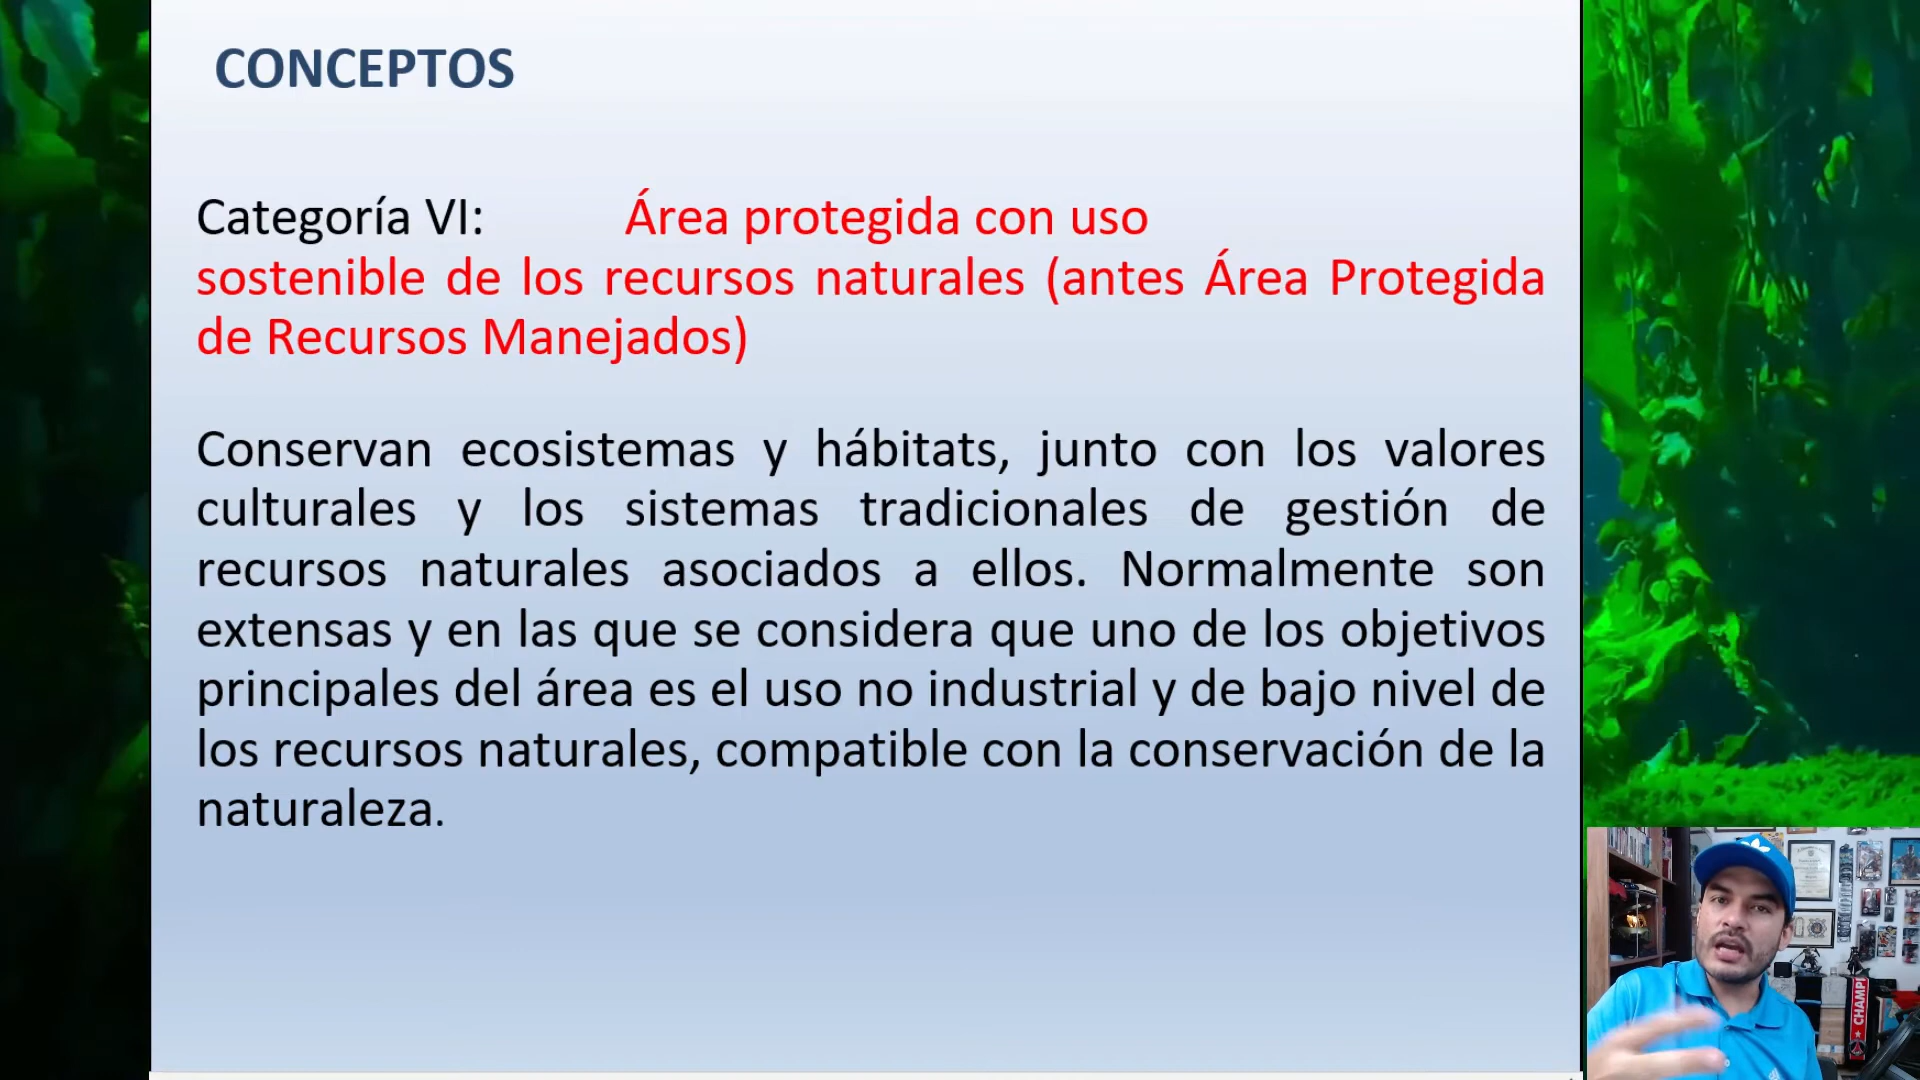 CONCEPTOS
Categoría VI: Área protegida con uso
sostenible de los recursos naturales (antes Área Protegida
de Recursos Manejados)
Conservan ecosistemas y hábitats, junto con los valores
culturales y los sistemas tradicionales de gestión de
recursos naturales asociados a ellos. Normalmente son
extensas y en las que se considera que uno de los objetivos
principales del área es el uso no industrial y de bajo nivel de
los recursos naturales, compatible con la conservación de la
naturaleza.
CHAMPI